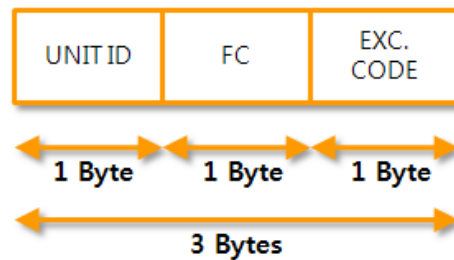 UNIT ID
FC
EXC.
CODE
1 Byte
1 Byte
1 Byte
3 Bytes